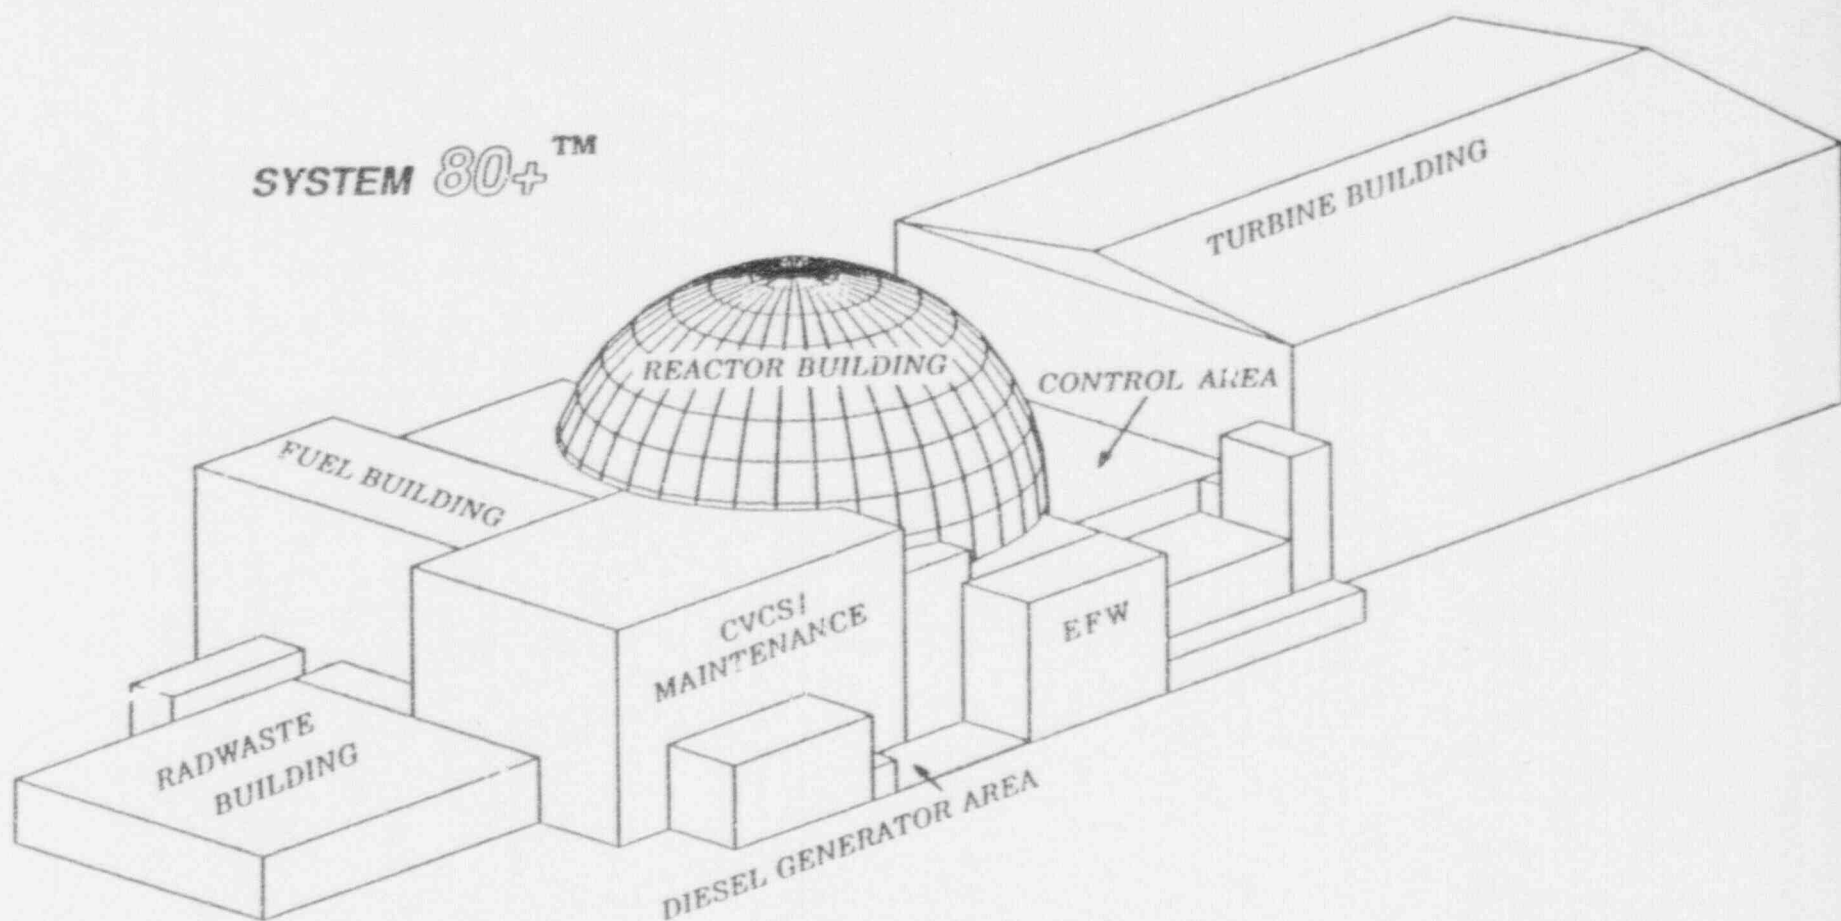 SYSTEM 80+™
TURBINE BUILDING
REACTOR BUILDING
CONTROL AREA
FUEL BUILDING
CVCS/
MAINTENANCE
EFW
RADWASTE
BUILDING
DIESEL GENERATOR AREA